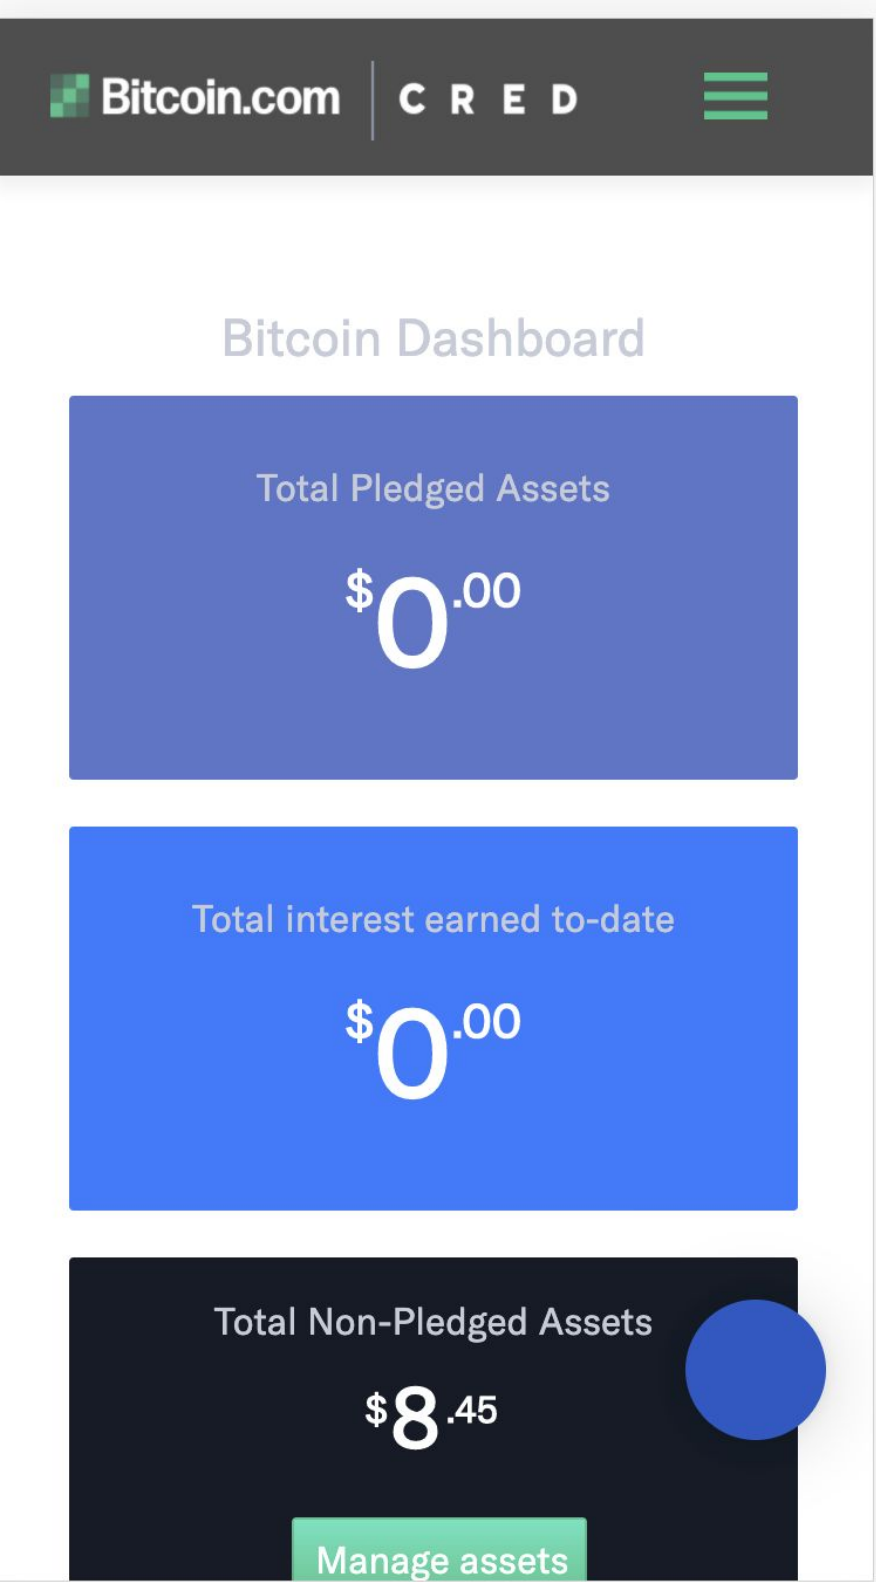 Bitcoin.com | CRED
Bitcoin Dashboard
Total Pledged Assets
$0.00
Total interest earned to-date
$0.00
Total Non-Pledged Assets
$8.45
Manage assets